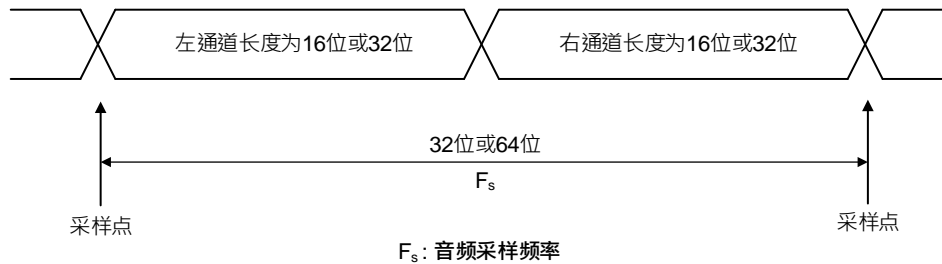 左通道长度为16位或32位
右通道长度为16位或32位
32位或64位
Fs
采样点
采样点
Fs: 音频采样频率